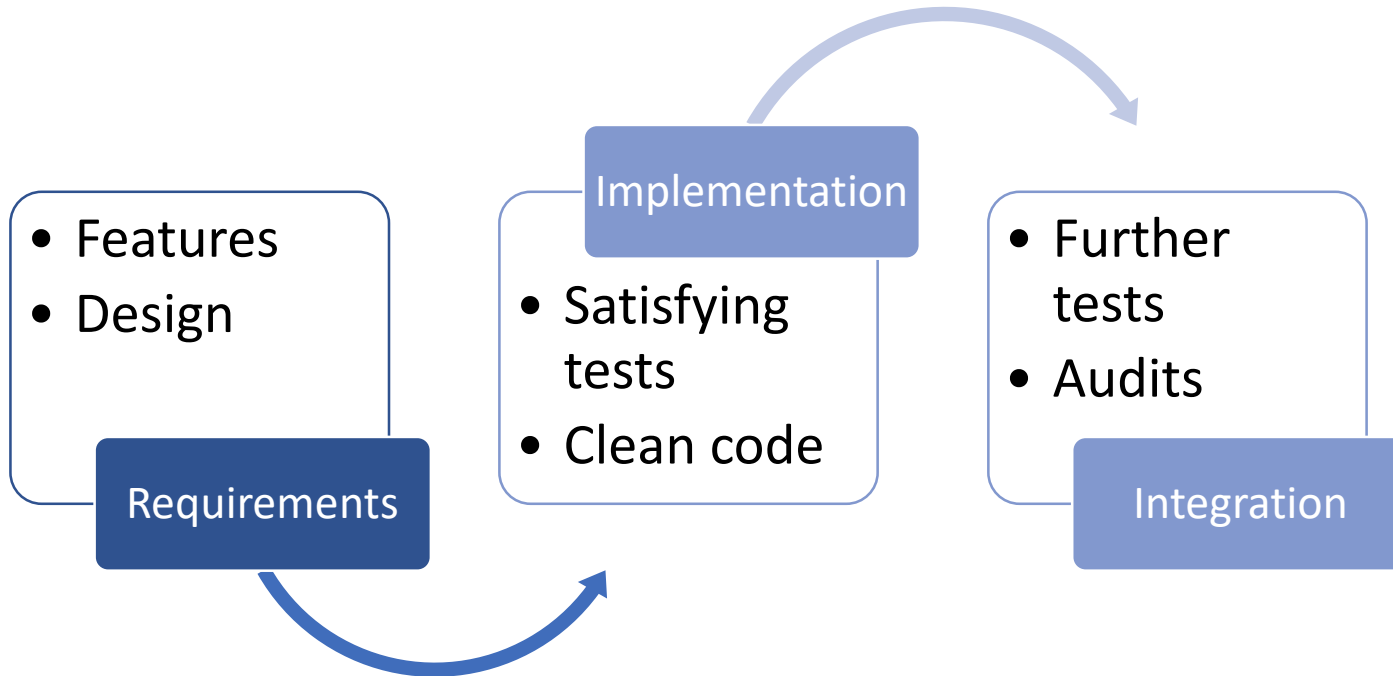 • Features
• Design
Requirements
Implementation
• Satisfying
tests
• Clean code
• Further
tests
• Audits
Integration